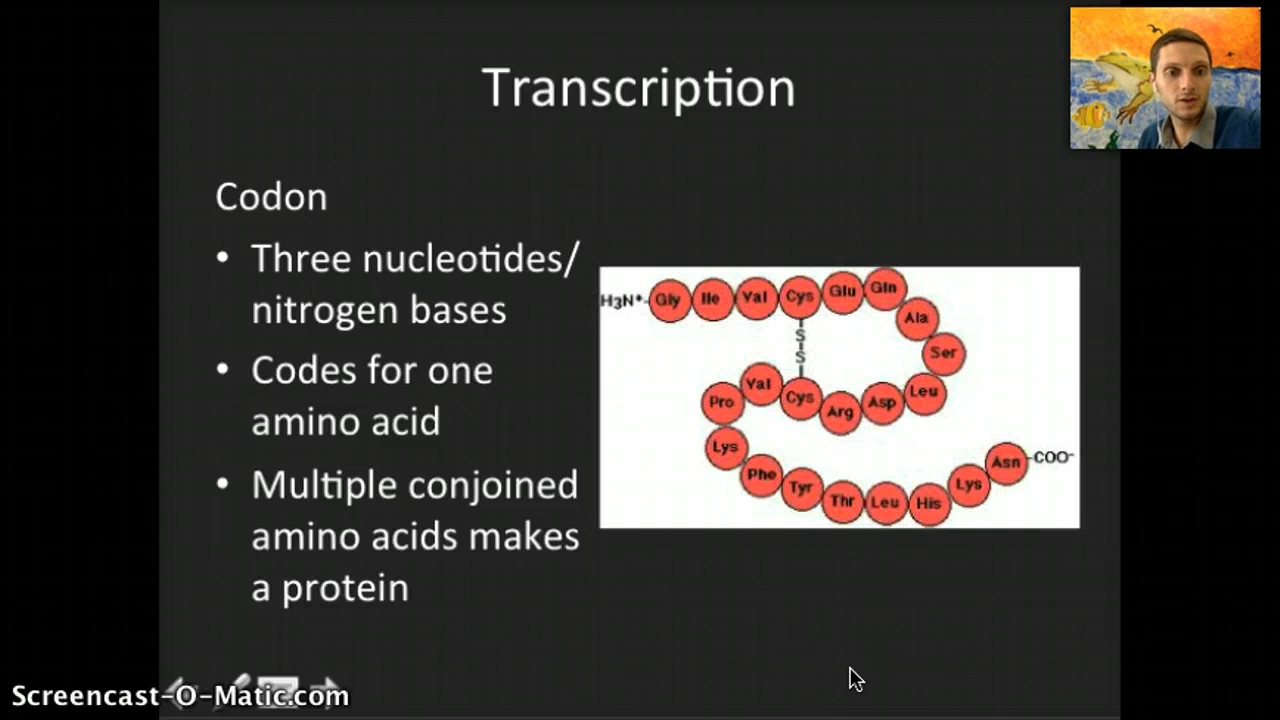 Transcription
Codon
• Three nucleotides/
nitrogen bases
• Codes for one
amino acid
• Multiple conjoined
amino acids makes
a protein
H3N+ Gly Ile Val Cys Glu Gln
Ala
Ser
S
S
Val
Pro Cys Arg Asp Leu
Lys
Phe Tyr Thr Leu His Lys Asn COO-
Screencast-O-Matic.com